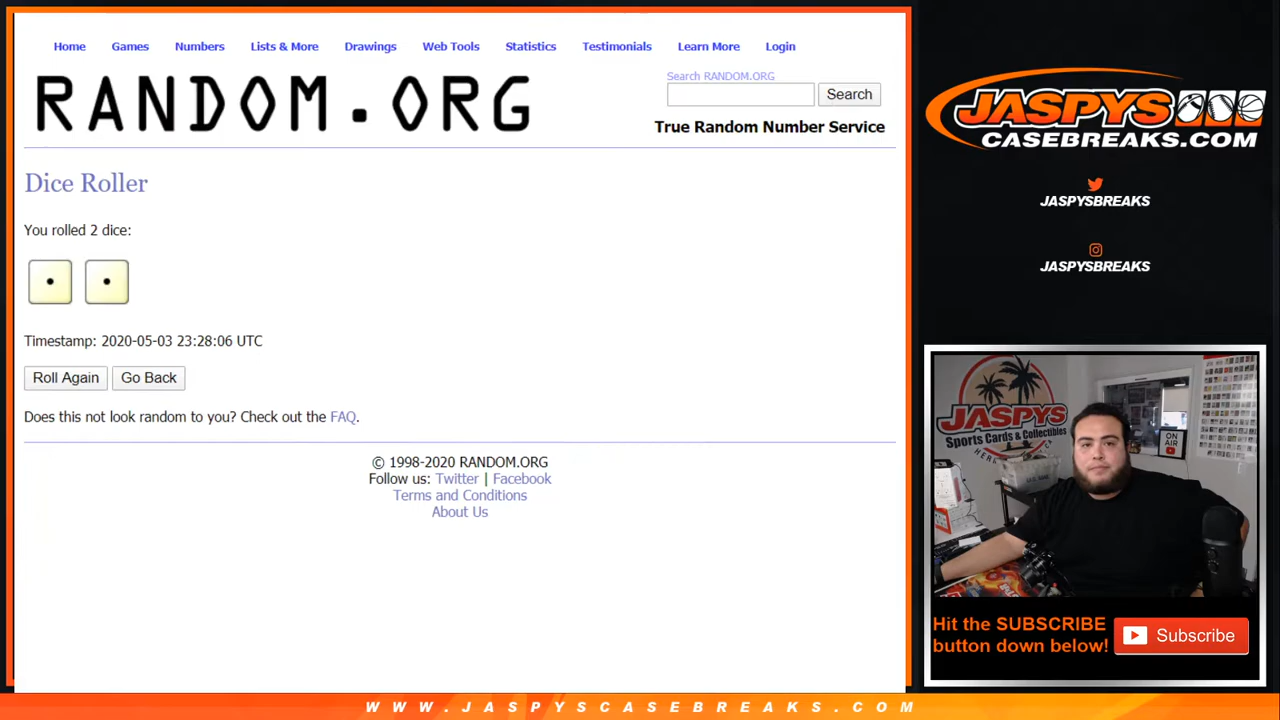 Home Games Numbers Lists & More Drawings Web Tools Statistics Testimonials Learn More Login
RANDOM.ORG
Search RANDOM.ORG
Search
True Random Number Service
Dice Roller
You rolled 2 dice:
Timestamp: 2020-05-03 23:28:06 UTC
Roll Again Go Back
Does this not look random to you? Check out the FAQ.
© 1998-2020 RANDOM.ORG
Follow us: Twitter | Facebook
Terms and Conditions
About Us
JASPYS
CASEBREAKS.COM
JASPYSBREAKS
JASPYSBREAKS
JASPYS
Sports Cards & Collectibles
ON
AIR
Hit the SUBSCRIBE
button down below!
Subscribe
WWW.JASPYSCASEBREAKS.COM